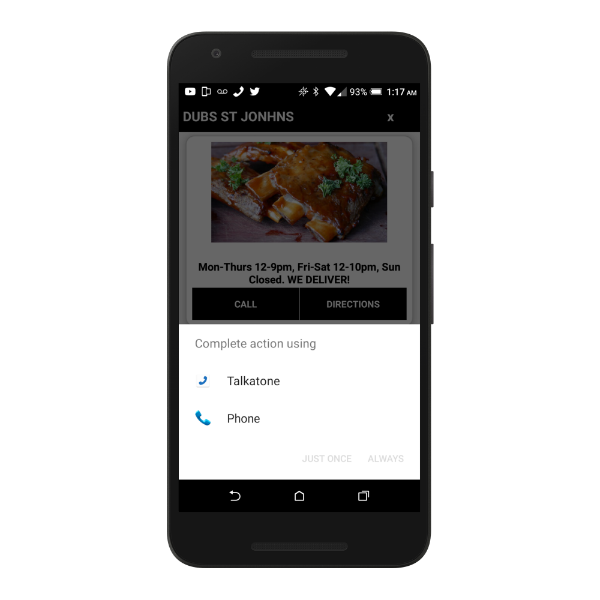 93% 1:17 AM
DUBS ST JONHNS x
Mon-Thurs 12-9pm, Fri-Sat 12-10pm, Sun
Closed. WE DELIVER!
CALL DIRECTIONS
Complete action using
Talkatone
Phone
JUST ONCE ALWAYS